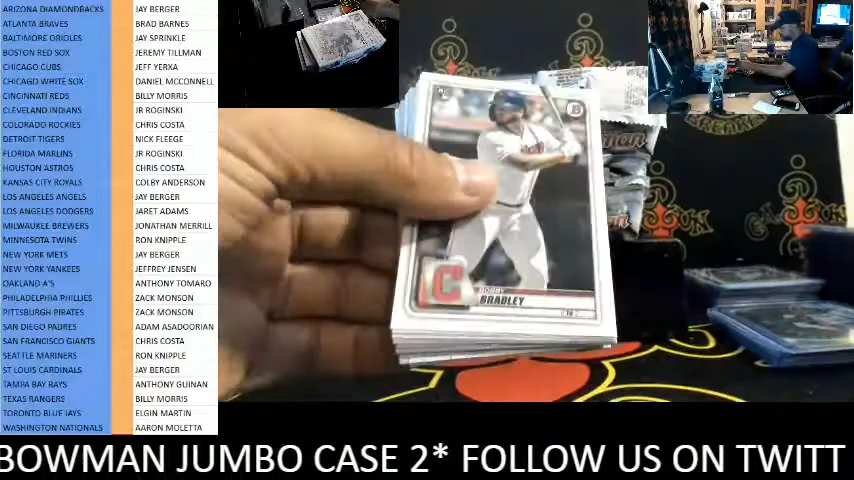 ARIZONA DIAMONDBACKS JAY BERGER
ATLANTA BRAVES BRAD BARNES
BALTIMORE ORIOLES JAY SPRINKLE
BOSTON RED SOX JEREMY TILLMAN
CHICAGO CUBS JEFF YERXA
CHICAGO WHITE SOX DANIEL MCCONNELL
CINCINNATI REDS BILLY MORRIS
CLEVELAND INDIANS JR ROGINSKI
COLORADO ROCKIES CHRIS COSTA
DETROIT TIGERS NICK FLEEGE
FLORIDA MARLINS JR ROGINSKI
HOUSTON ASTROS CHRIS COSTA
KANSAS CITY ROYALS COLBY ANDERSON
LOS ANGELES ANGELS JAY BERGER
LOS ANGELES DODGERS JARET ADAMS
MILWAUKEE BREWERS JONATHAN MERRILL
MINNESOTA TWINS RON KNIPPLE
NEW YORK METS JAY BERGER
NEW YORK YANKEES JEFFREY JENSEN
OAKLAND A'S ANTHONY TOMARO
PHILADELPHIA PHILLIES ZACK MONSON
PITTSBURGH PIRATES ZACK MONSON
SAN DIEGO PADRES ADAM ASADOORIAN
SAN FRANCISCO GIANTS CHRIS COSTA
SEATTLE MARINERS RON KNIPPLE
ST LOUIS CARDINALS JAY BERGER
TAMPA BAY RAYS ANTHONY GUINAN
TEXAS RANGERS BILLY MORRIS
TORONTO BLUE JAYS ELGIN MARTIN
WASHINGTON NATIONALS AARON MOLETTA
B
C
BOBBY
BRADLEY
1B
BOWMAN JUMBO CASE 2* FOLLOW US ON TWITT